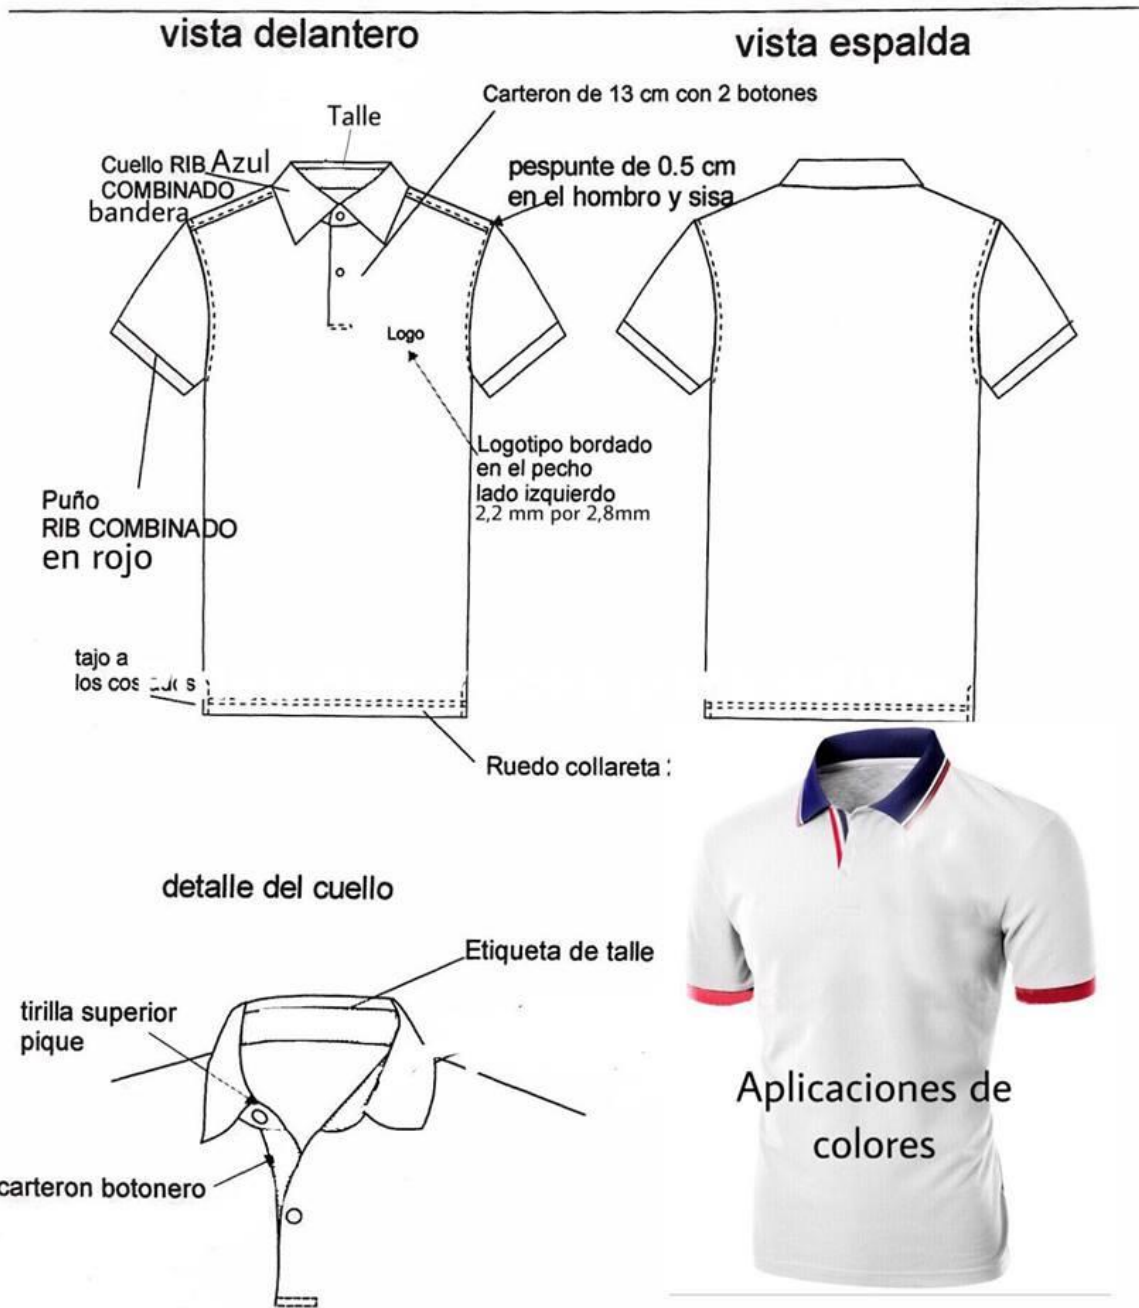 vista delantero
vista espalda
Carteron de 13 cm con 2 botones
Talle
Cuello RIB Azul
COMBINADO
bandera
pespunte de 0.5 cm
en el hombro y sisa
Logo
Logotipo bordado
en el pecho
lado izquierdo
2,2 mm por 2,8mm
Puño
RIB COMBINADO
en rojo
tajo a
los
Ruedo collareta
detalle del cuello
Etiqueta de talle
tirilla superior
pique
carteron botonero
Aplicaciones de
colores